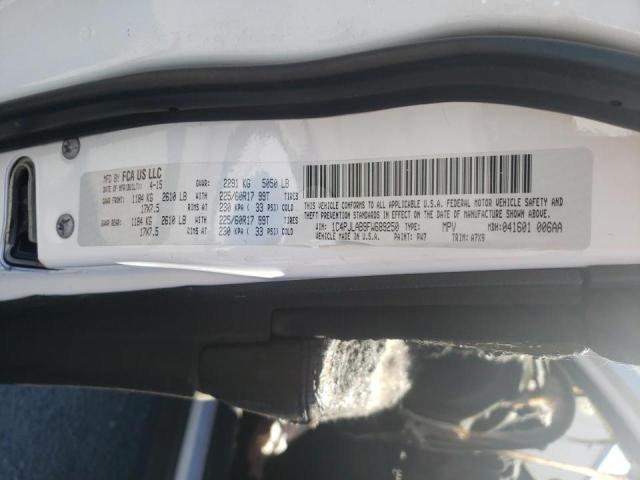 MFD BY FCA US LLC
DATE OF MFR/MOBILITY: 4-15 GVWR: 2291 KG 5050 LB
GAWR FRONT: 1184 KG 2610 LB WITH 225/60R17 99T TIRES
17X7.5 RIMS AT 230 KPA ( 33 PSI) COLD
GAWR REAR: 1184 KG 2610 LB WITH 225/60R17 99T TIRES
17X7.5 RIMS AT 230 KPA ( 33 PSI) COLD
THIS VEHICLE CONFORMS TO ALL APPLICABLE U.S.A. FEDERAL MOTOR VEHICLE SAFETY AND
THEFT PREVENTION STANDARDS IN EFFECT ON THE DATE OF MANUFACTURE SHOWN ABOVE.
VIN: 1C4PJLAB9FW689250 TYPE: MPV MDH: 041601 006AA
VEHICLE MADE IN U.S.A. PAINT: PW7 TRIM: A7X9